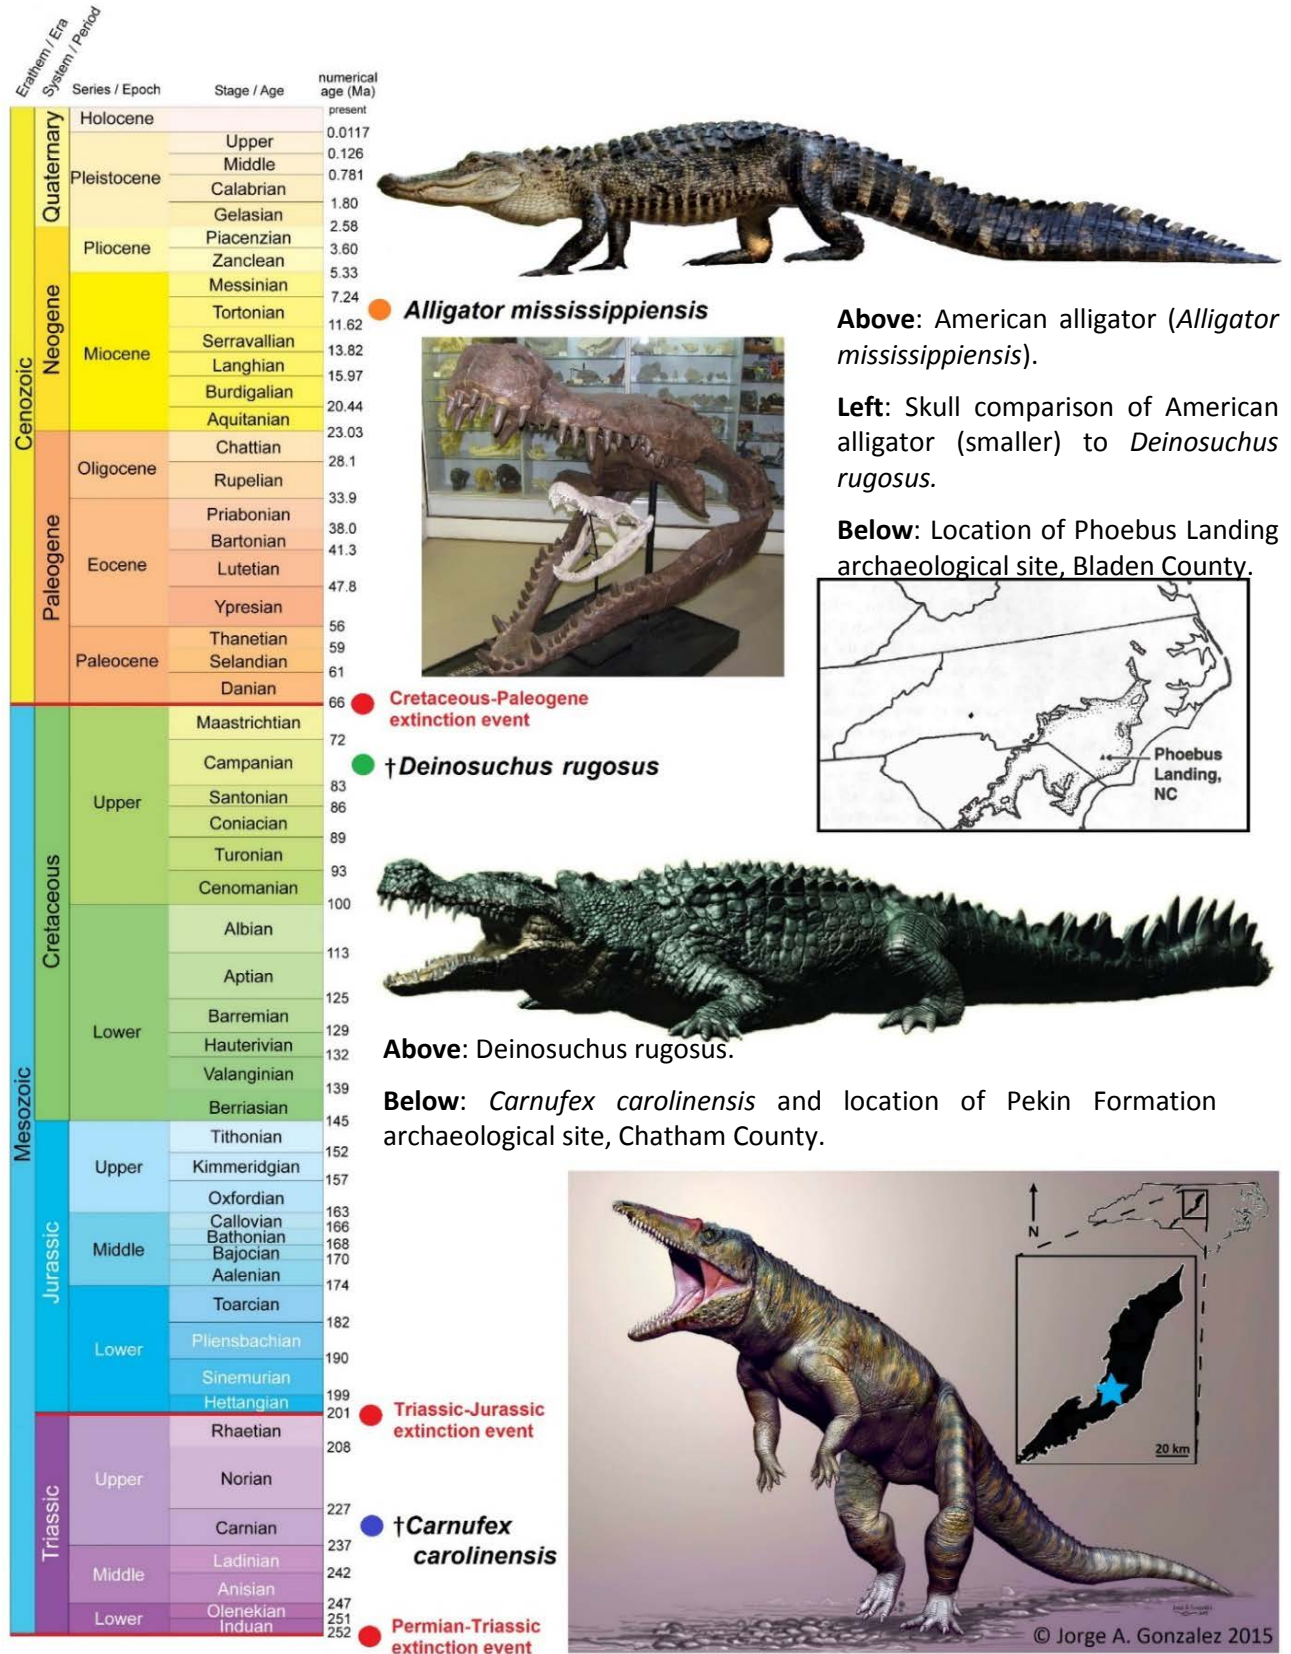 Erathem / Era
System / Period
Series / Epoch
Stage / Age
numerical
age (Ma)
present
Cenozoic
Mesozoic
Quaternary
Neogene
Paleogene
Cretaceous
Jurassic
Triassic
Holocene
Pleistocene
Pliocene
Miocene
Oligocene
Eocene
Paleocene
Upper
Lower
Upper
Middle
Lower
Upper
Middle
Lower
Upper
Middle
Calabrian
Gelasian
Piacenzian
Zanclean
Messinian
Tortonian
Serravallian
Langhian
Burdigalian
Aquitanian
Chattian
Rupelian
Priabonian
Bartonian
Lutetian
Ypresian
Thanetian
Selandian
Danian
Maastrichtian
Campanian
Santonian
Coniacian
Turonian
Cenomanian
Albian
Aptian
Barremian
Hauterivian
Valanginian
Berriasian
Tithonian
Kimmeridgian
Oxfordian
Callovian
Bathonian
Bajocian
Aalenian
Toarcian
Pliensbachian
Sinemurian
Hettangian
Rhaetian
Norian
Carnian
Ladinian
Anisian
Olenekian
Induan
0.0117
0.126
0.781
1.80
2.58
3.60
5.33
7.24
11.62
13.82
15.97
20.44
23.03
28.1
33.9
38.0
41.3
47.8
56
59
61
66
72
83
86
89
93
100
113
125
129
132
139
145
152
157
163
166
168
170
174
182
190
199
201
208
227
237
242
247
251
252
Alligator mississippiensis
Above: American alligator (Alligator
mississippiensis).
Left: Skull comparison of American
alligator (smaller) to Deinosuchus
rugosus.
Below: Location of Phoebus Landing
archaeological site, Bladen County.
Cretaceous-Paleogene
extinction event
†Deinosuchus rugosus
Phoebus
Landing,
NC
Above: Deinosuchus rugosus.
Below: Carnufex carolinensis and location of Pekin Formation
archaeological site, Chatham County.
N
20 km
Triassic-Jurassic
extinction event
†Carnufex
carolinensis
Permian-Triassic
extinction event
© Jorge A. Gonzalez 2015